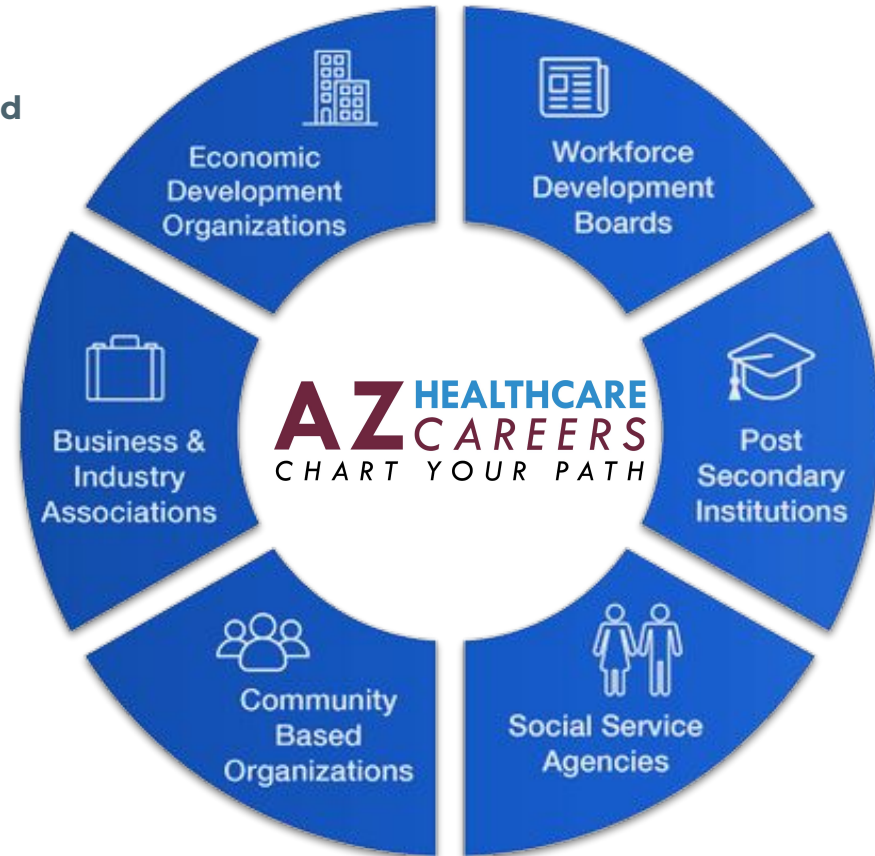 d
Economic
Development
Organizations
Workforce
Development
Boards
Business &
Industry
Associations
AZ HEALTHCARE
CAREERS
CHART YOUR PATH
Post
Secondary
Institutions
Community
Based
Organizations
Social Service
Agencies